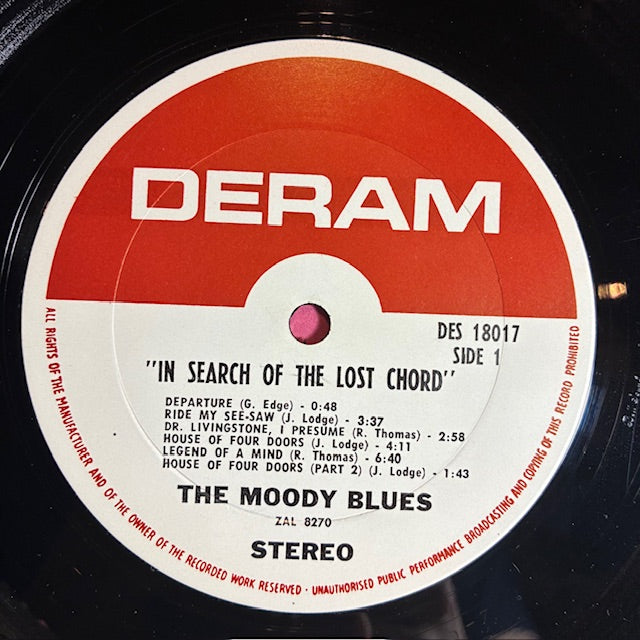 DERAM
DES 18017
SIDE 1
"IN SEARCH OF THE LOST CHORD"
DEPARTURE (G. Edge) - 0:48
RIDE MY SEE-SAW (J. Lodge) - 3:37
DR. LIVINGSTONE, I PRESUME (R. Thomas) - 2:58
HOUSE OF FOUR DOORS (J. Lodge) - 4:11
LEGEND OF A MIND (R. Thomas) - 6:40
HOUSE OF FOUR DOORS (PART 2) (J. Lodge) - 1:43
THE MOODY BLUES
ZAL 8270
STEREO
ALL RIGHTS OF THE MANUFACTURER AND OF THE OWNER OF THE RECORDED WORK RESERVED · UNAUTHORISED PUBLIC PERFORMANCE BROADCASTING AND COPYING OF THIS RECORD PROHIBITED